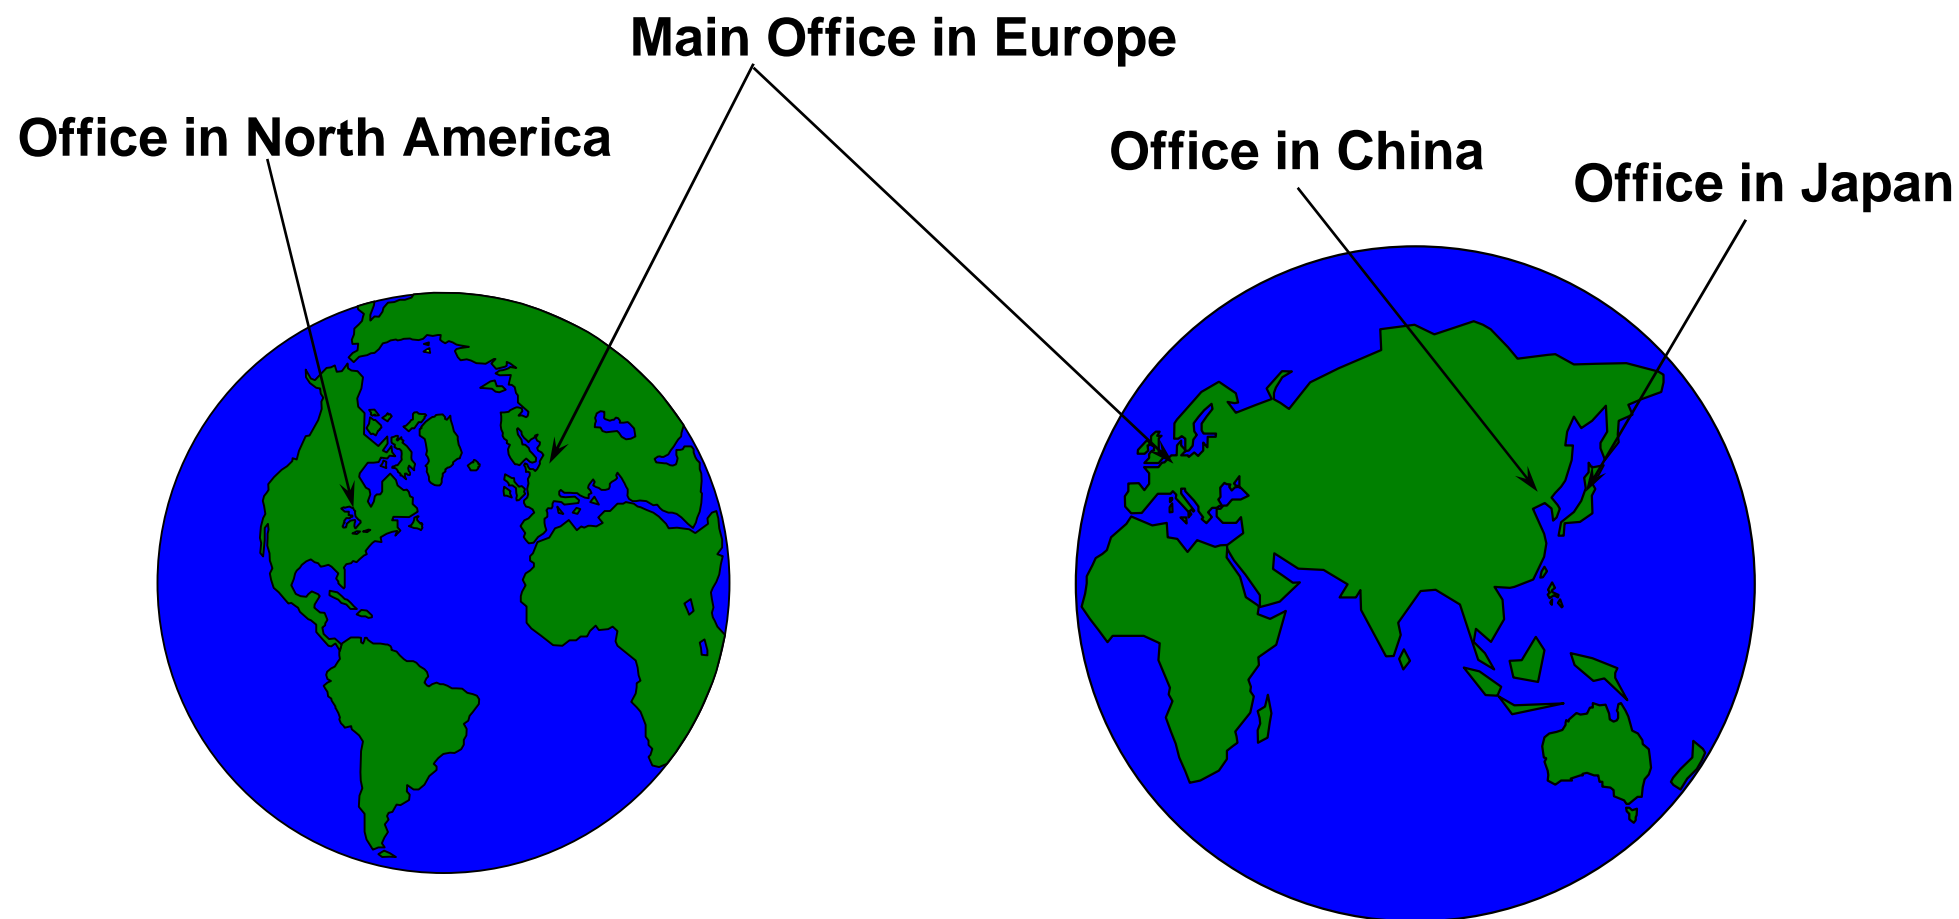 Main Office in Europe
Office in North America
Office in China
Office in Japan